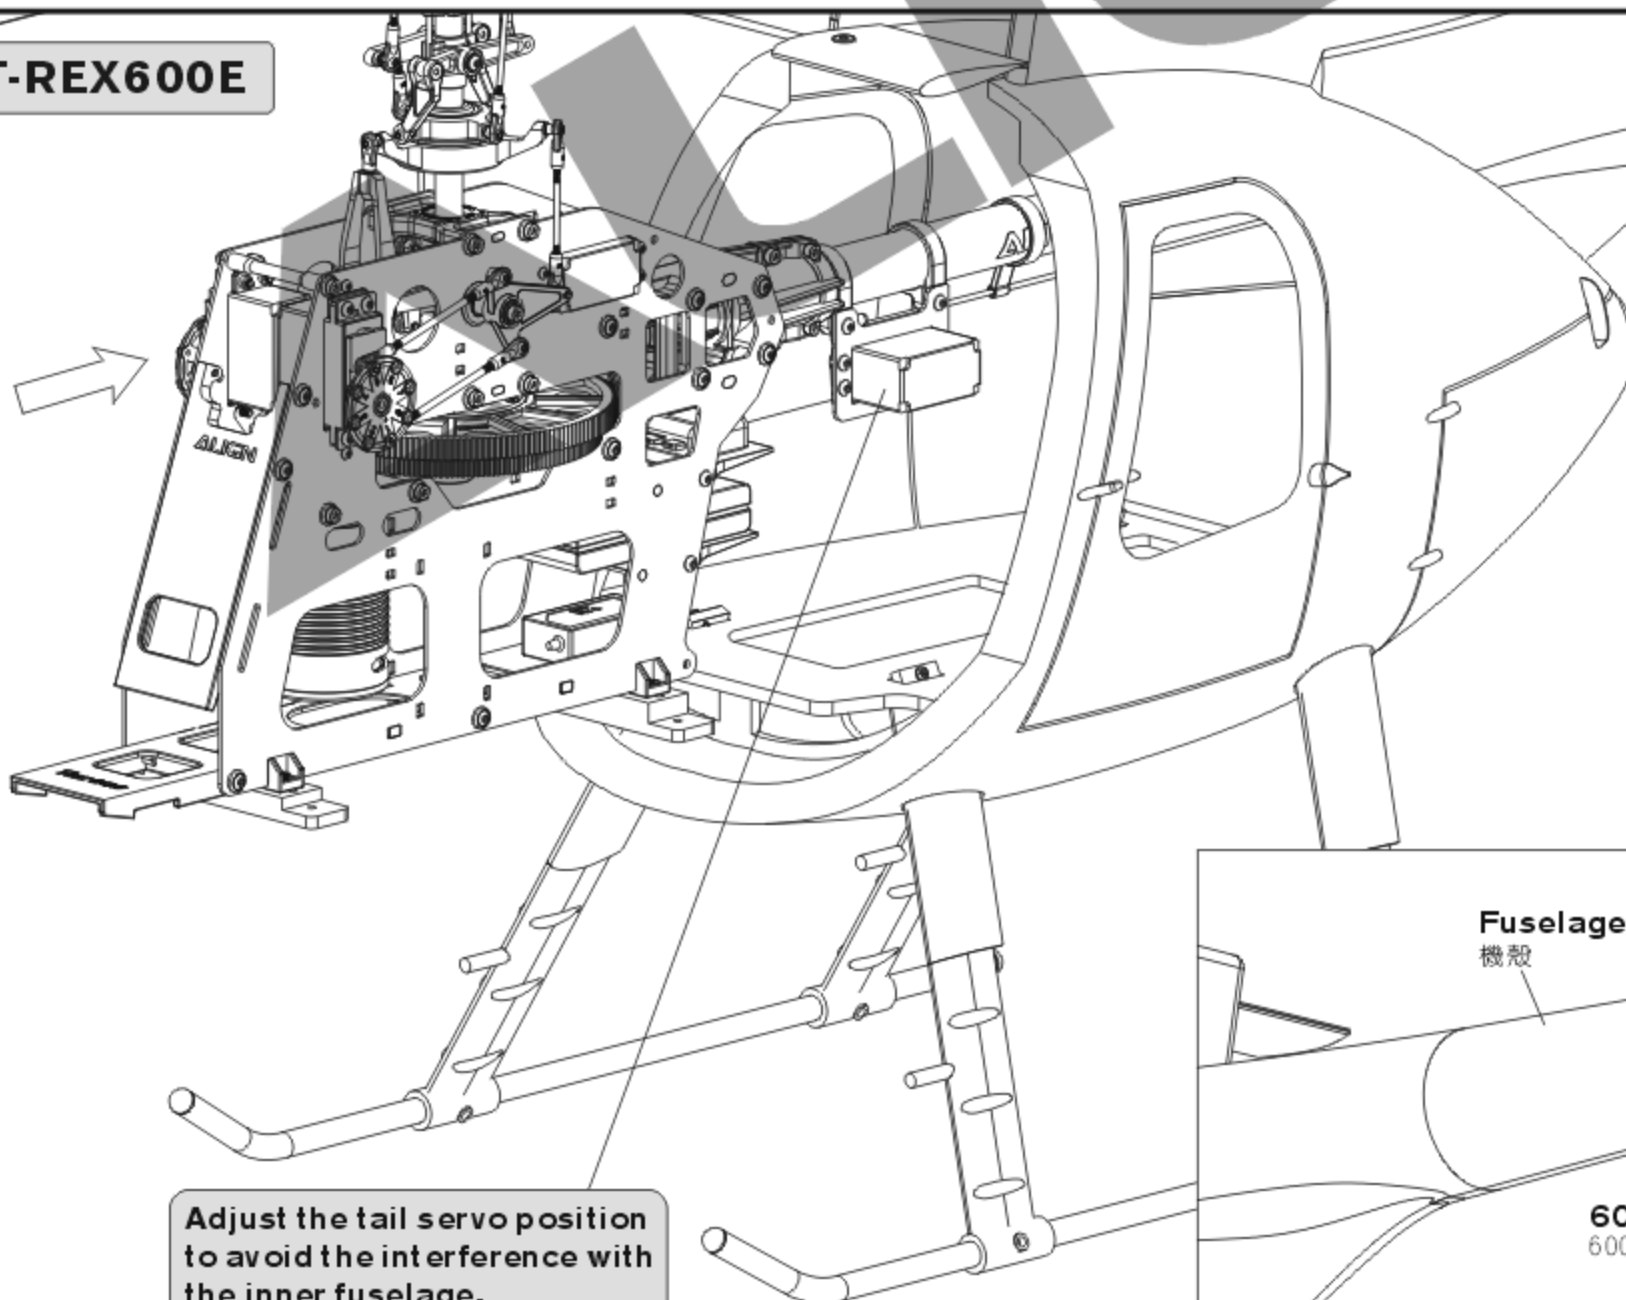 T-REX600E
ALIGN
Fuselage
機殼
Adjust the tail servo position
to avoid the interference with
the inner fuselage.
60
600